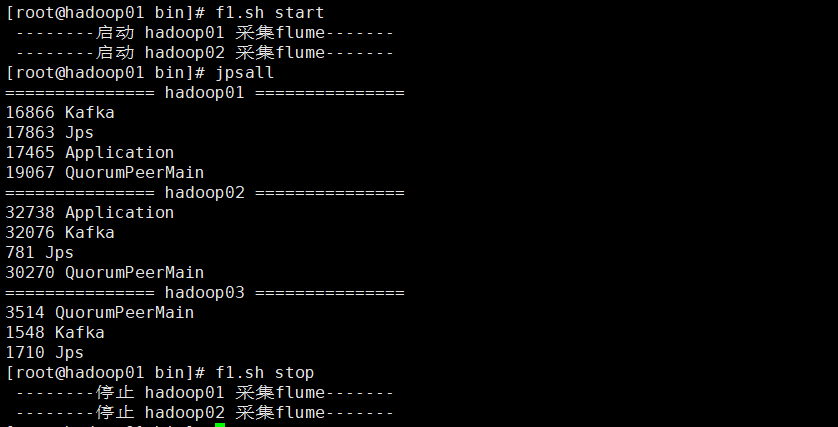 [root@hadoop01 bin]# f1.sh start
 --------启动 hadoop01 采集flume-------
 --------启动 hadoop02 采集flume-------
[root@hadoop01 bin]# jpsall
=============== hadoop01 ===============
16866 Kafka
17863 Jps
17465 Application
19067 QuorumPeerMain
=============== hadoop02 ===============
32738 Application
32076 Kafka
781 Jps
30270 QuorumPeerMain
=============== hadoop03 ===============
3514 QuorumPeerMain
1548 Kafka
1710 Jps
[root@hadoop01 bin]# f1.sh stop
 --------停止 hadoop01 采集flume-------
 --------停止 hadoop02 采集flume-------